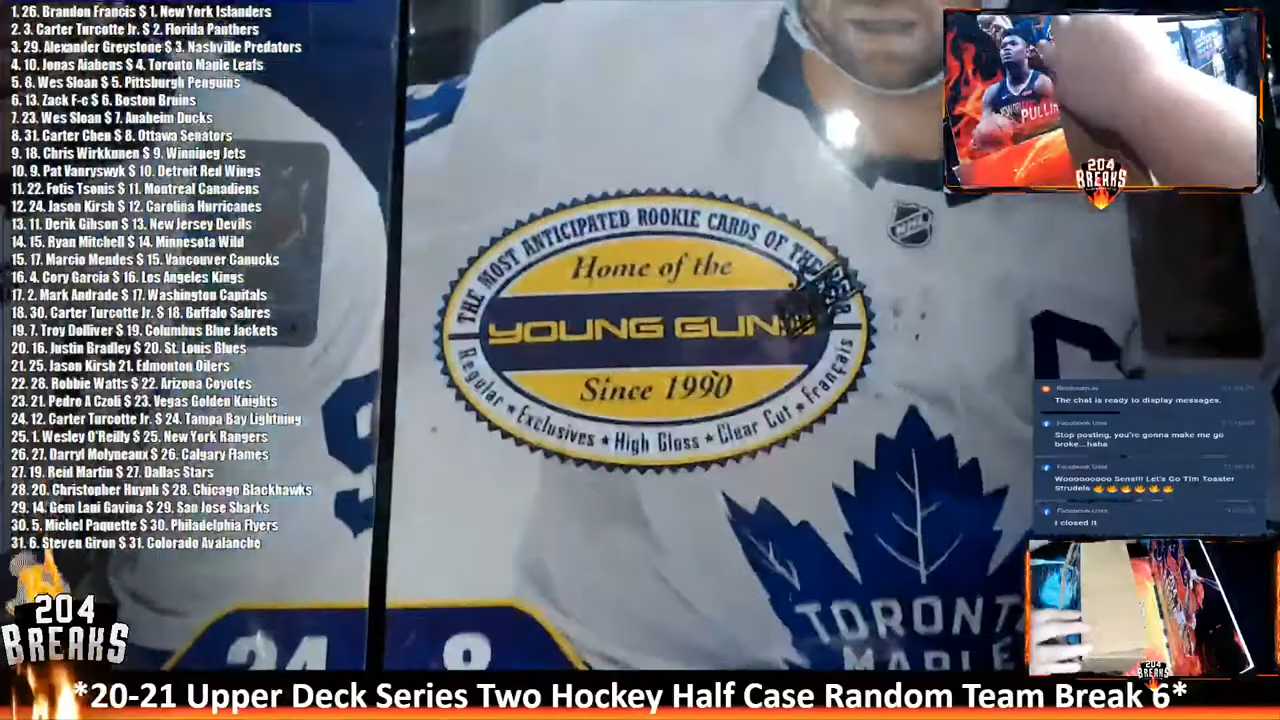 1. 26. Brandon Francis $ 1. New York Islanders
2. 3. Carter Turcotte Jr. $ 2. Florida Panthers
3. 29. Alexander Greystone $ 3. Nashville Predators
4. 10. Jonas Aiabens $ 4. Toronto Maple Leafs
5. 8. Wes Sloan $ 5. Pittsburgh Penguins
6. 13. Zack F-c $ 6. Boston Bruins
7. 23. Wes Sloan $ 7. Anaheim Ducks
8. 31. Carter Chen $ 8. Ottawa Senators
9. 18. Chris Wirkkunen $ 9. Winnipeg Jets
10. 9. Pat Vanryswyk $ 10. Detroit Red Wings
11. 22. Fotis Tsonis $ 11. Montreal Canadiens
12. 24. Jason Kirsh $ 12. Carolina Hurricanes
13. 11. Derik Gibson $ 13. New Jersey Devils
14. 15. Ryan Mitchell $ 14. Minnesota Wild
15. 17. Marcio Mendes $ 15. Vancouver Canucks
16. 4. Cory Garcia $ 16. Los Angeles Kings
17. 2. Mark Andrade $ 17. Washington Capitals
18. 30. Carter Turcotte Jr. $ 18. Buffalo Sabres
19. 7. Troy Dolliver $ 19. Columbus Blue Jackets
20. 16. Justin Bradley $ 20. St. Louis Blues
21. 25. Jason Kirsh 21. Edmonton Oilers
22. 28. Robbie Watts $ 22. Arizona Coyotes
23. 21. Pedro A Czoli $ 23. Vegas Golden Knights
24. 12. Carter Turcotte Jr. $ 24. Tampa Bay Lightning
25. 1. Wesley O'Reilly $ 25. New York Rangers
26. 27. Darryl Molyneaux $ 26. Calgary Flames
27. 19. Reid Martin $ 27. Dallas Stars
28. 20. Christopher Huynh $ 28. Chicago Blackhawks
29. 14. Gem Laui Gavina $ 29. San Jose Sharks
30. 5. Michel Paquette $ 30. Philadelphia Flyers
31. 6. Steven Giron $ 31. Colorado Avalanche
THE MOST ANTICIPATED ROOKIE CARDS OF THE YEAR
Home of the
YOUNG GUNS
Since 1990
Regular ★ Exclusives ★ High Gloss ★ Clear Cut ★ Français
NHL
TORONTO
MAPLE
24
8
PULLIN
204
BREAKS
The chat is ready to display messages.
Facebook User
Stop posting, you're gonna make me go
broke...haha
Facebook User
Wooooooooo Sens!!! Let's Go Tim Toaster
Strudels 🔥🔥🔥🔥🔥🔥
Facebook User
I closed it
204
BREAKS
204
BREAKS
*20-21 Upper Deck Series Two Hockey Half Case Random Team Break 6*